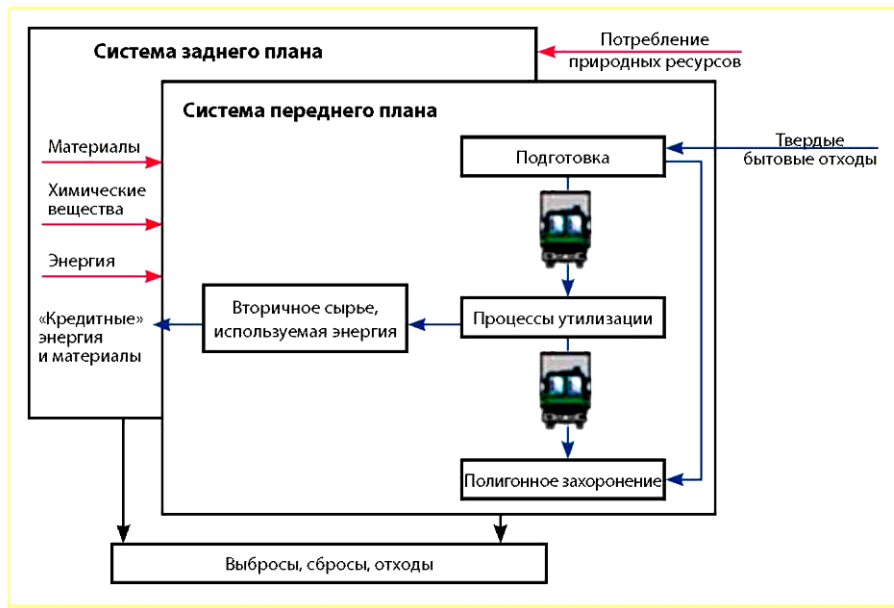 Система заднего плана
Потребление
природных ресурсов
Система переднего плана
Материалы
Подготовка
Твердые
бытовые отходы
Химические
вещества
Энергия
Вторичное сырье,
используемая энергия
Процессы утилизации
«Кредитные»
энергия
и материалы
Полигонное захоронение
Выбросы, сбросы, отходы